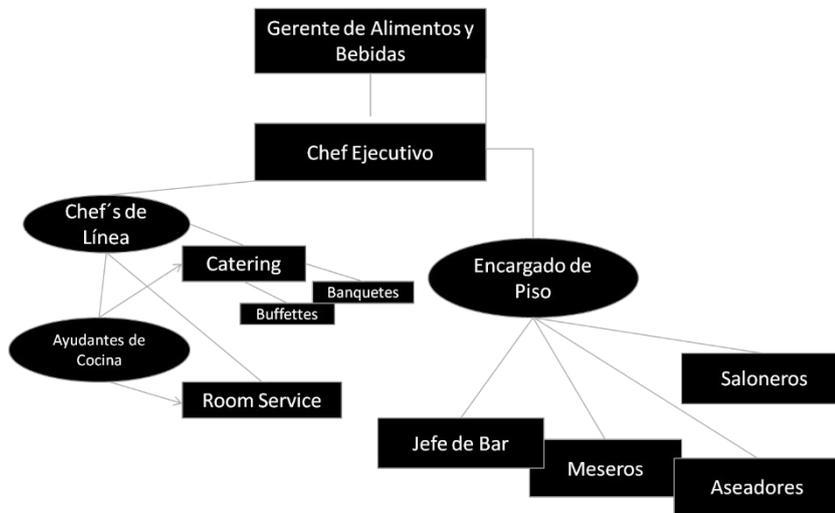 Gerente de Alimentos y
Bebidas
Chef Ejecutivo
Chef´s de
Línea
Catering
Banquetes
Buffettes
Encargado de
Piso
Ayudantes de
Cocina
Room Service
Saloneros
Jefe de Bar
Meseros
Aseadores